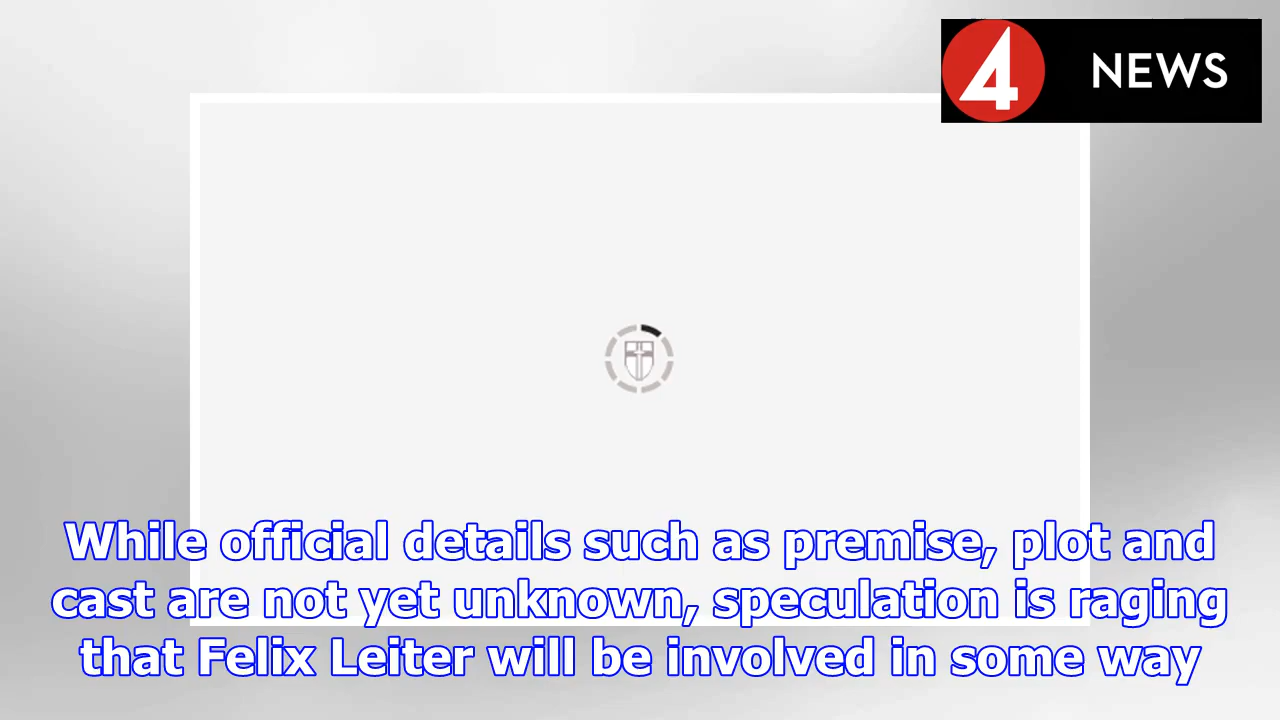 4 NEWS
While official details such as premise, plot and
cast are not yet unknown, speculation is raging
that Felix Leiter will be involved in some way